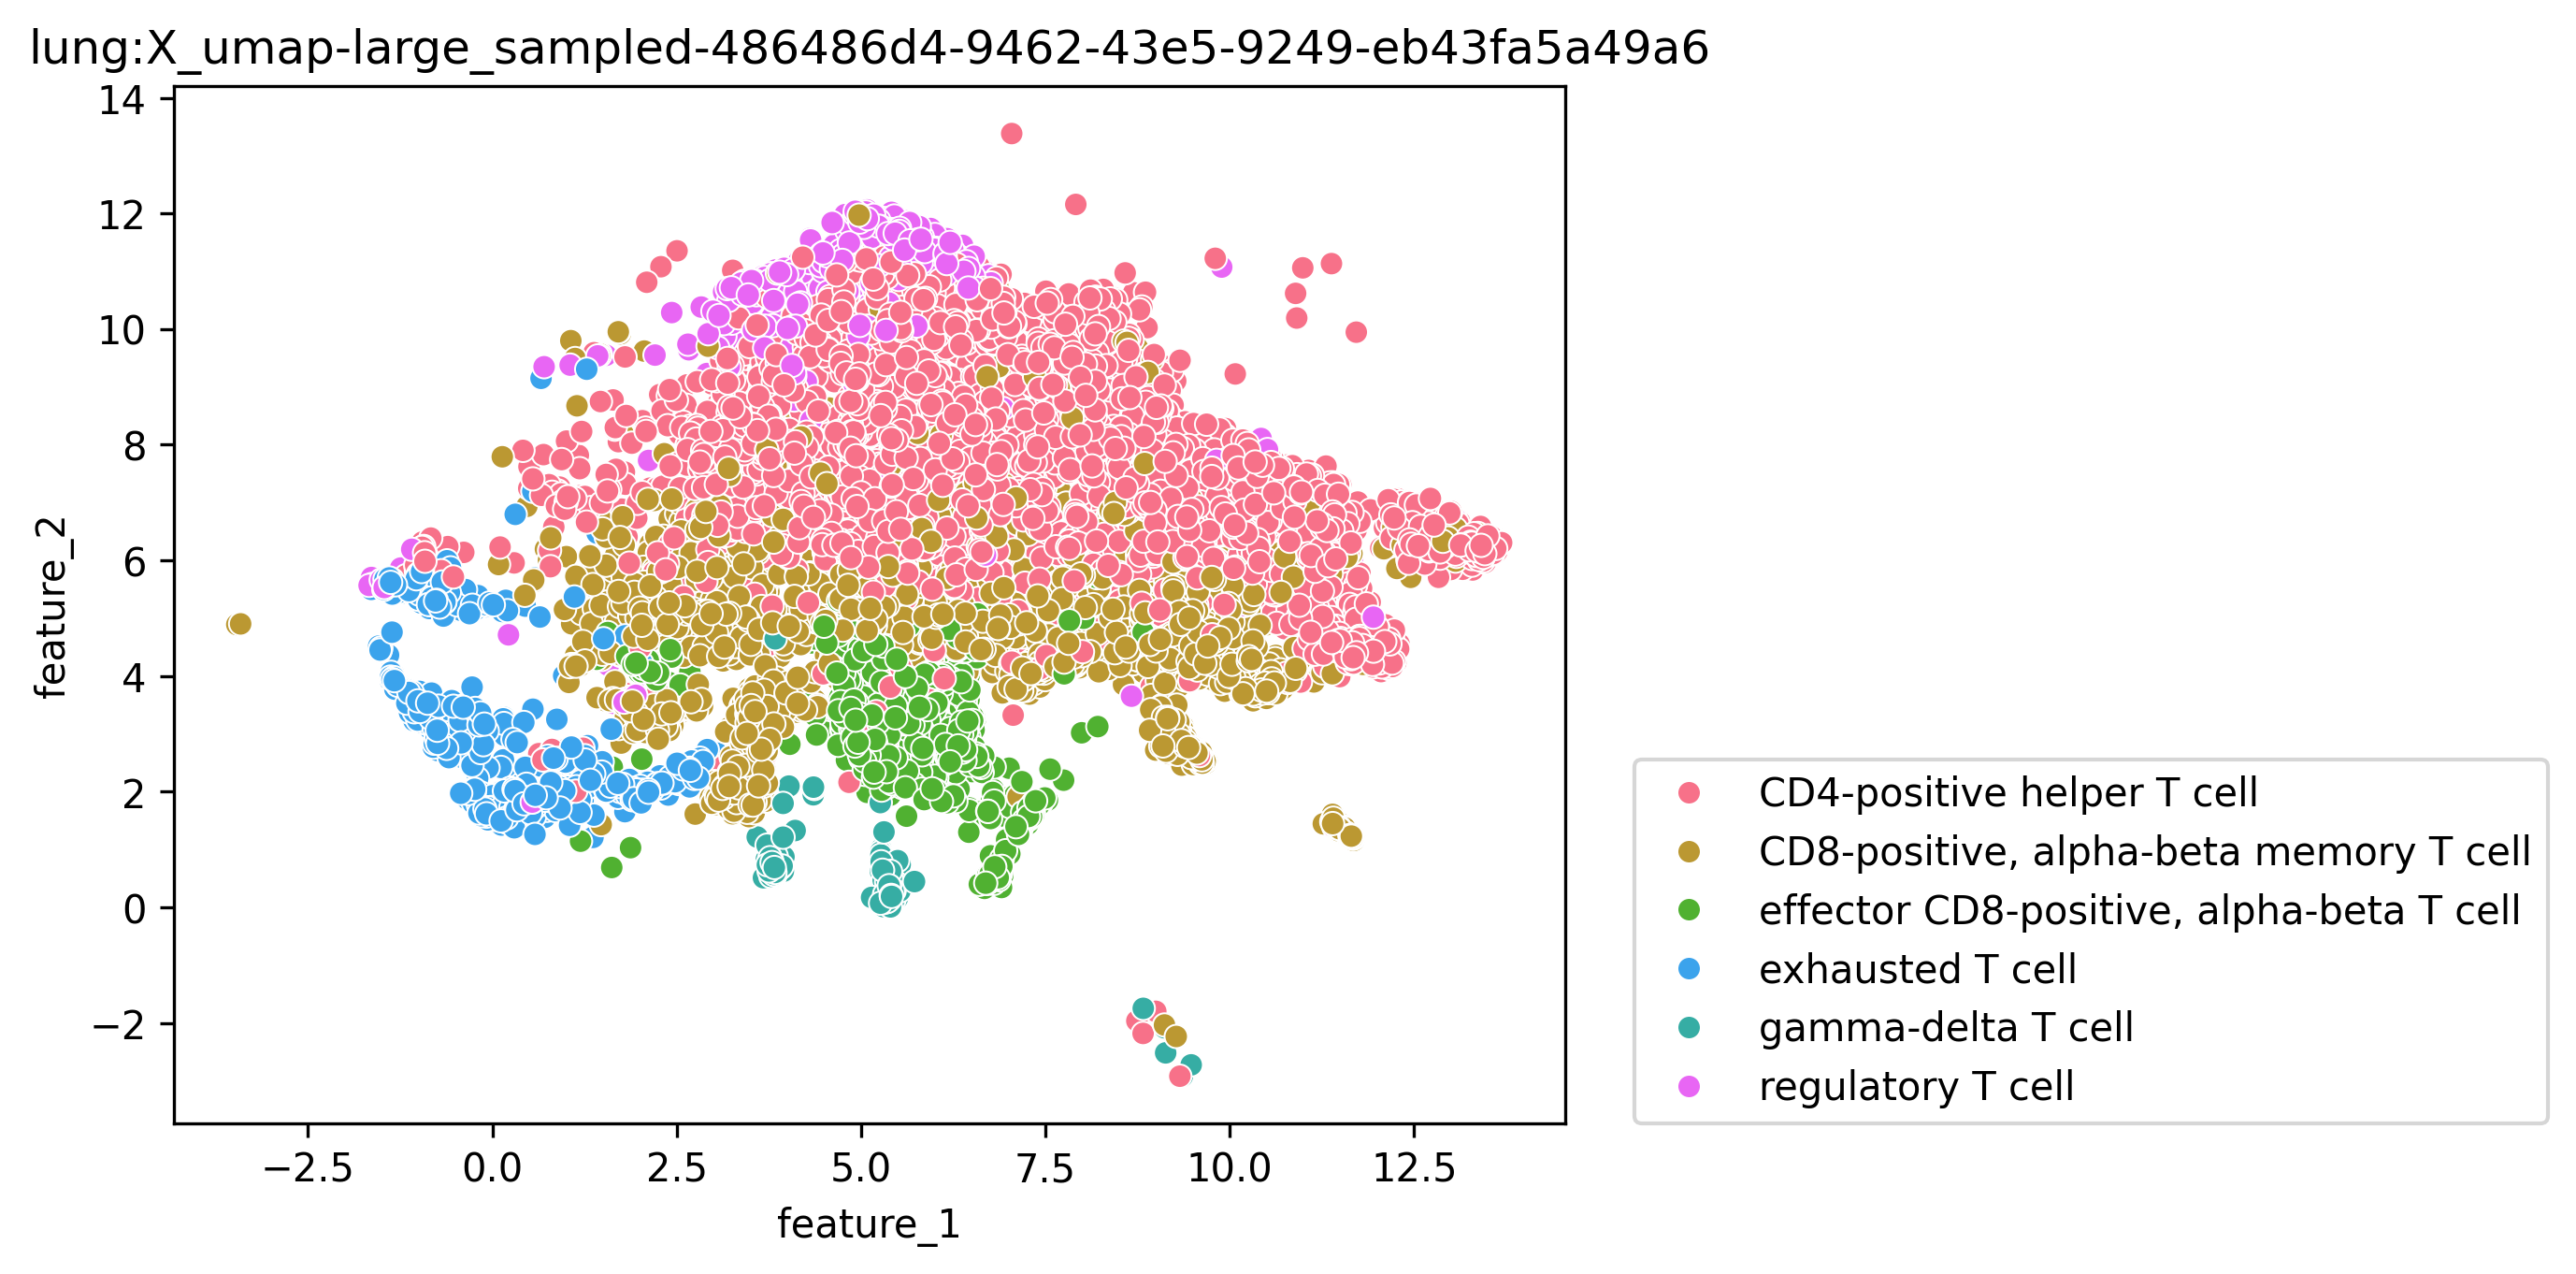 lung:X_umap-large_sampled-486486d4-9462-43e5-9249-eb43fa5a49a6
14
12
10
8
6
4
2
0
−2
feature_2
−2.5 0.0 2.5 5.0 7.5 10.0 12.5
feature_1
CD4-positive helper T cell
CD8-positive, alpha-beta memory T cell
effector CD8-positive, alpha-beta T cell
exhausted T cell
gamma-delta T cell
regulatory T cell